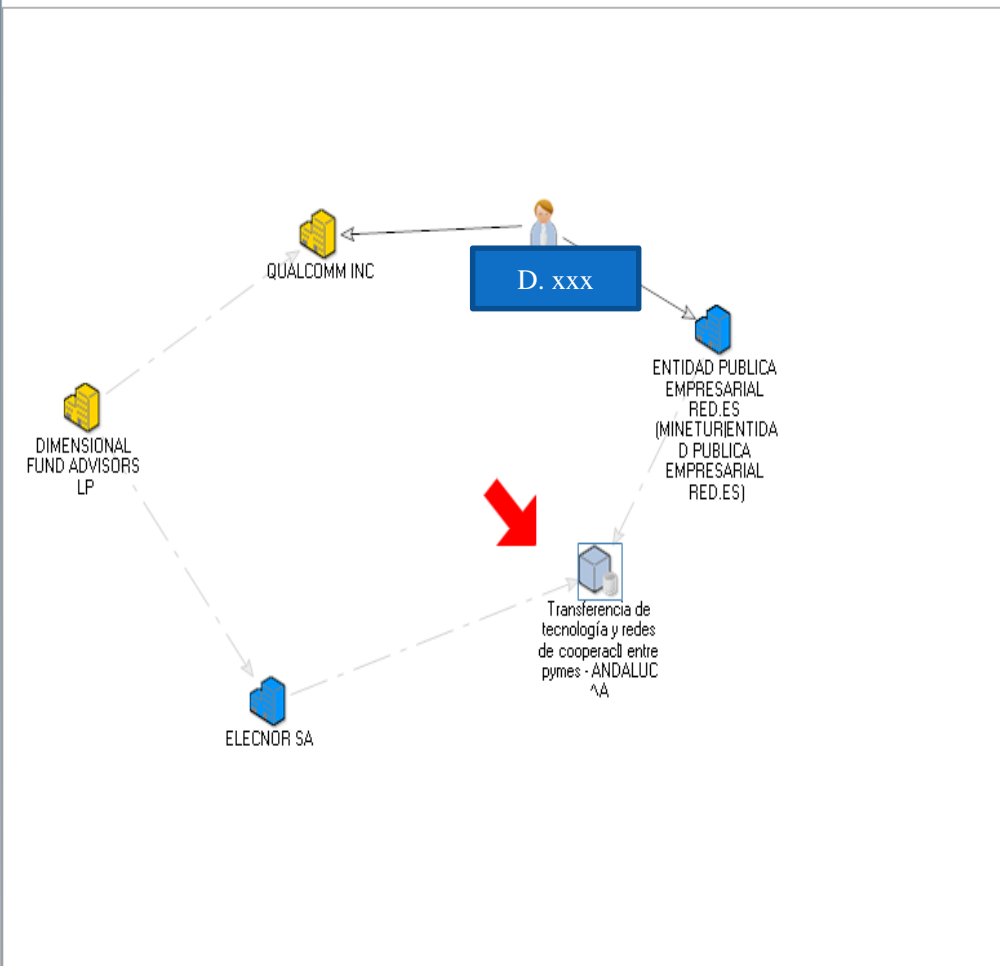 QUALCOMM INC
D. xxx
ENTIDAD PUBLICA
EMPRESARIAL
RED.ES
(MINETUR|ENTIDA
D PUBLICA
EMPRESARIAL
RED.ES)
DIMENSIONAL
FUND ADVISORS
LP
Transferencia de
tecnología y redes
de cooperac▯ entre
pymes - ANDALUC
^A
ELECNOR SA